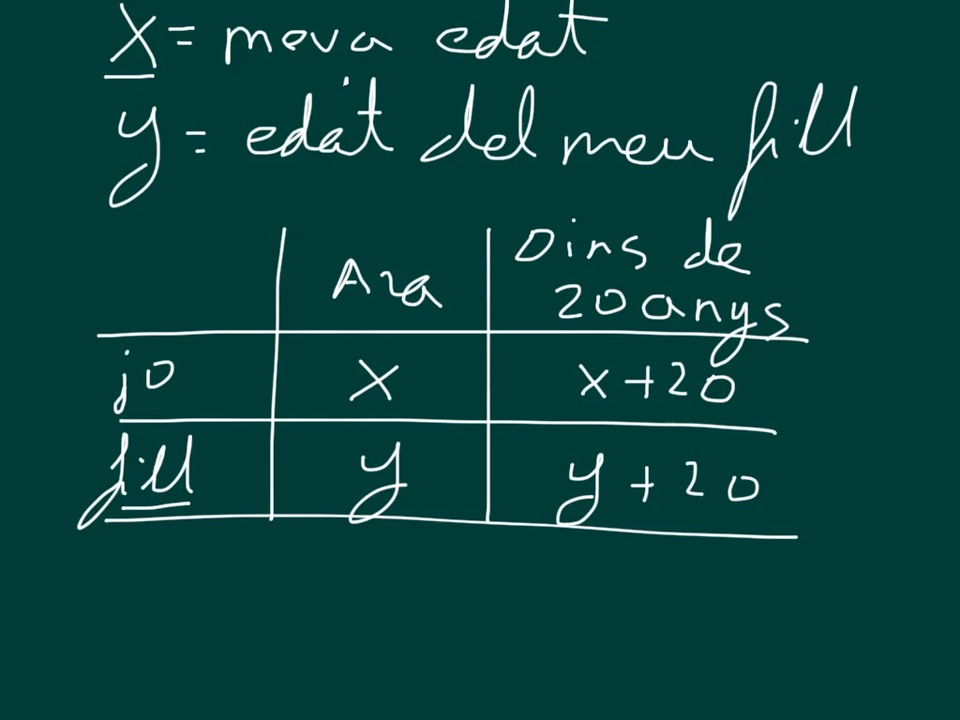 x = meva edat
y = edat del meu fill
Ara Dins de
20 anys
jo x x+20
fill y y+20